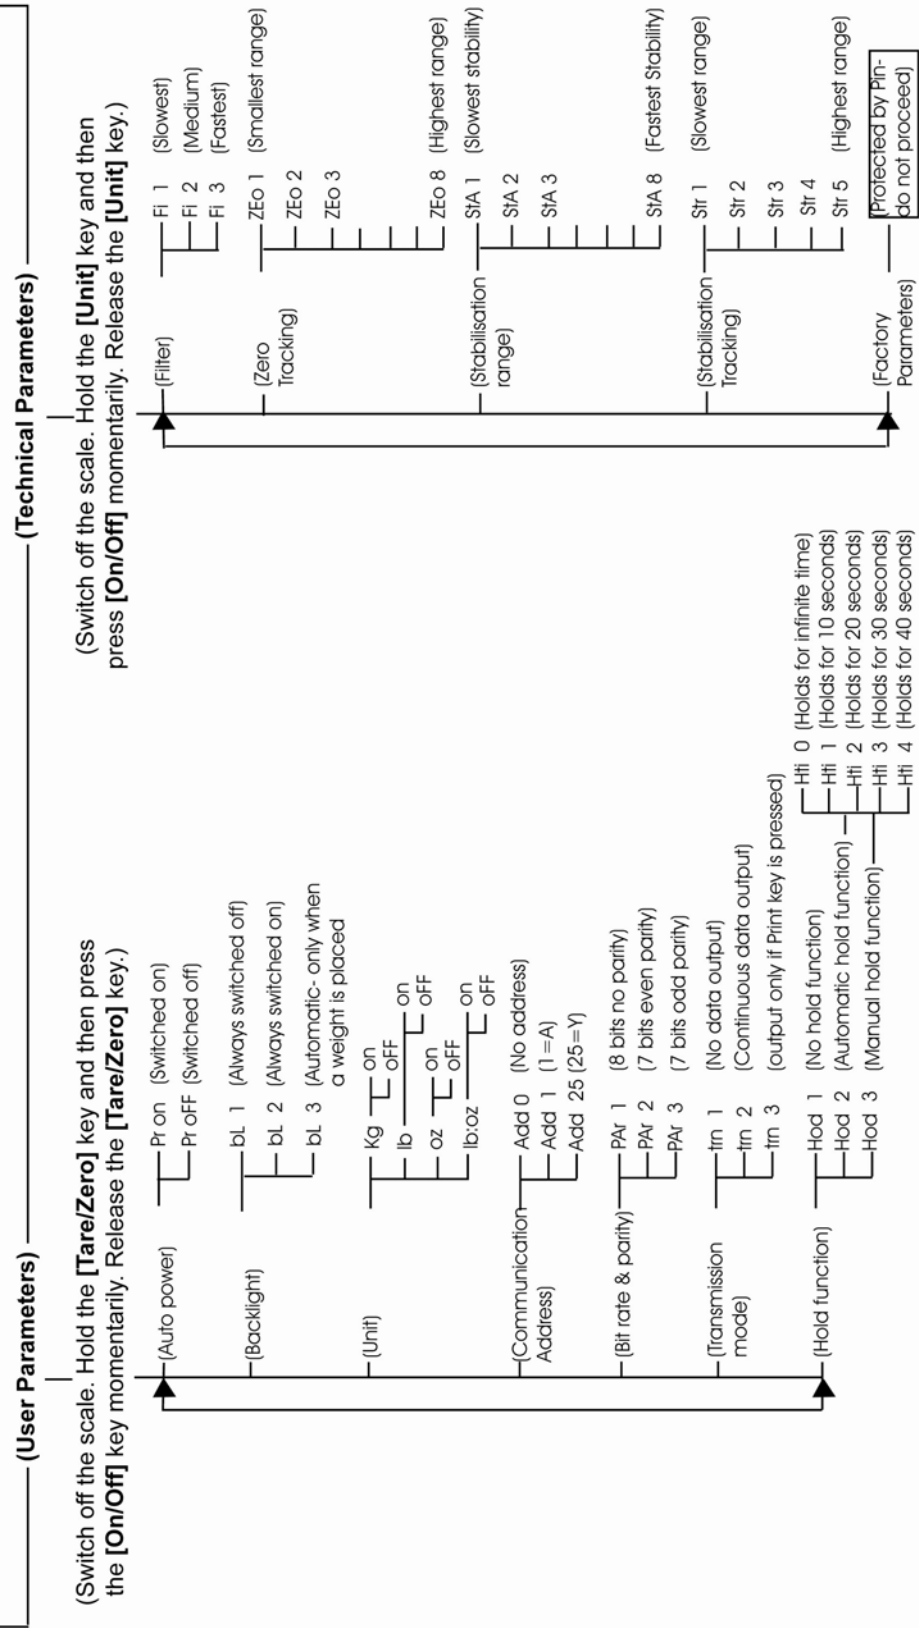 (User Parameters)
(Switch off the scale. Hold the [Tare/Zero] key and then press
the [On/Off] key momentarily. Release the [Tare/Zero] key.)
(Auto power)
Pr on (Switched on)
Pr oFF (Switched off)
(Backlight)
bL 1 (Always switched off)
bL 2 (Always switched on)
bL 3 (Automatic- only when
a weight is placed
(Unit)
Kg on
oFF
lb on
oFF
oz on
oFF
lb:oz on
oFF
(Communication
Address)
Add 0 (No address)
Add 1 (1=A)
Add 25 (25=Y)
(Bit rate & parity)
PAr 1 (8 bits no parity)
PAr 2 (7 bits even parity)
PAr 3 (7 bits odd parity)
(Transmission
mode)
trn 1 (No data output)
trn 2 (Continuous data output)
trn 3 (output only if Print key is pressed)
(Hold function)
Hod 1 (No hold function)
Hod 2 (Automatic hold function)
Hod 3 (Manual hold function)
Hti 0 (Holds for infinite time)
Hti 1 (Holds for 10 seconds)
Hti 2 (Holds for 20 seconds)
Hti 3 (Holds for 30 seconds)
Hti 4 (Holds for 40 seconds)
(Technical Parameters)
(Switch off the scale. Hold the [Unit] key and then
press [On/Off] momentarily. Release the [Unit] key.)
(Filter)
Fi 1 (Slowest)
Fi 2 (Medium)
Fi 3 (Fastest)
(Zero
Tracking)
ZEo 1 (Smallest range)
ZEo 2
ZEo 3
ZEo 8 (Highest range)
(Stabilisation
range)
StA 1 (Slowest stability)
StA 2
StA 3
StA 8 (Fastest Stability)
(Stabilisation
Tracking)
Str 1 (Slowest range)
Str 2
Str 3
Str 4
Str 5 (Highest range)
(Factory
Parameters)
(Protected by Pin-
do not proceed)